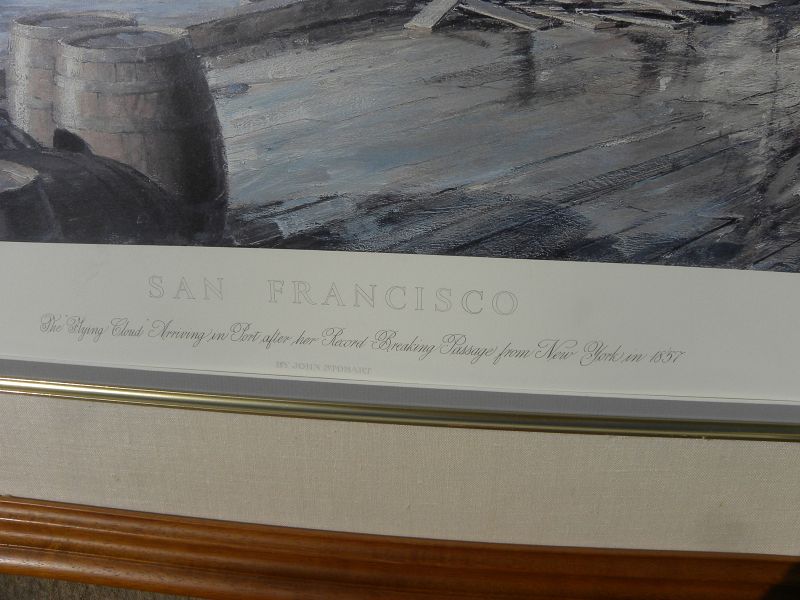 SAN FRANCISCO
The "Flying Cloud" Arriving in Port after her Record Breaking Passage from New York in 1857
BY JOHN STOBART